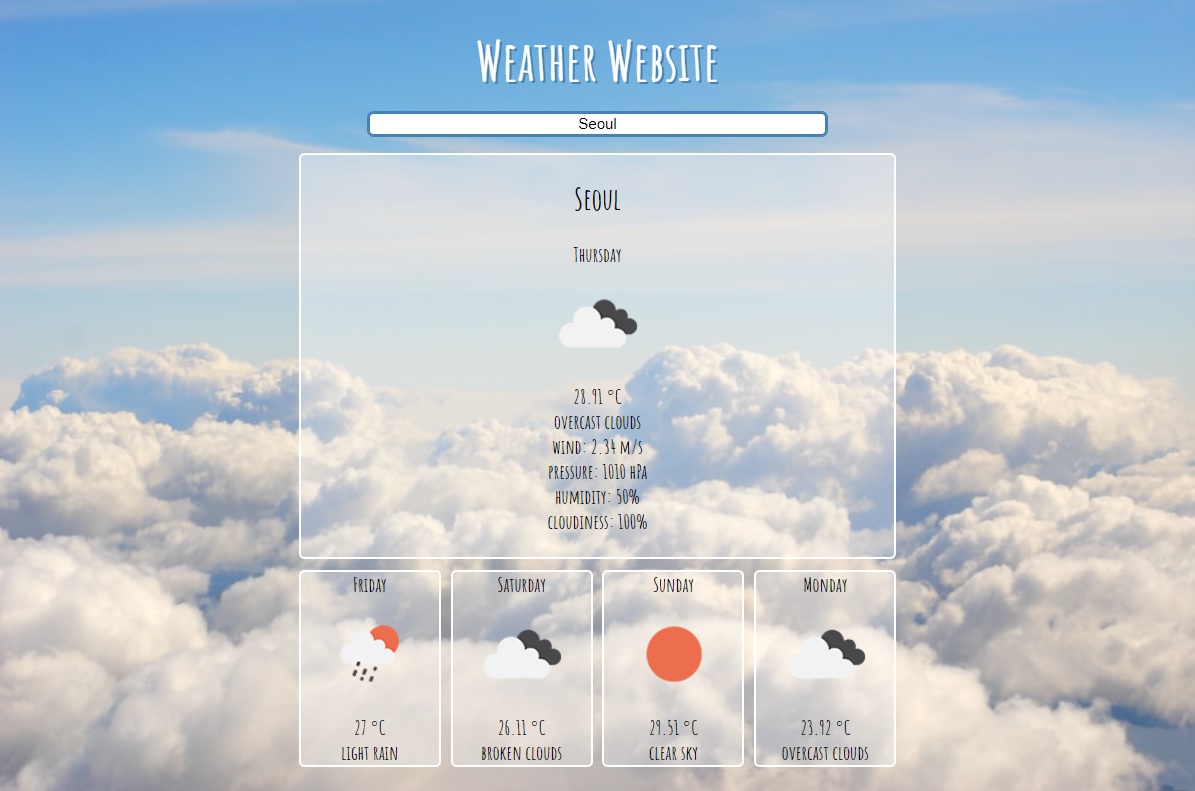 Weather Website
Seoul
Seoul
Thursday
28.91 °C
overcast clouds
wind: 2.34 m/s
pressure: 1010 hPa
humidity: 50%
cloudiness: 100%
Friday
27 °C
light rain
Saturday
26.11 °C
broken clouds
Sunday
29.51 °C
clear sky
Monday
23.92 °C
overcast clouds